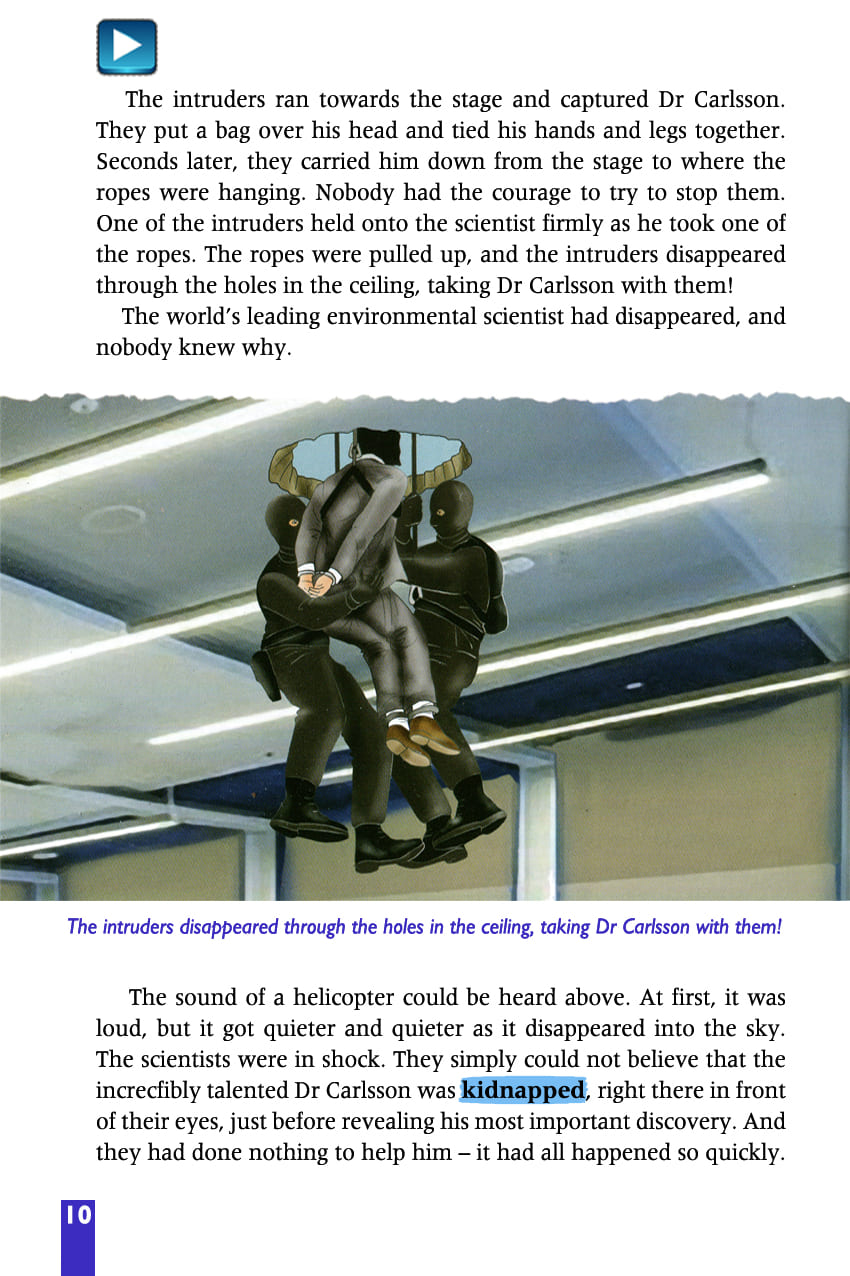 The intruders ran towards the stage and captured Dr Carlsson.
They put a bag over his head and tied his hands and legs together.
Seconds later, they carried him down from the stage to where the
ropes were hanging. Nobody had the courage to try to stop them.
One of the intruders held onto the scientist firmly as he took one of
the ropes. The ropes were pulled up, and the intruders disappeared
through the holes in the ceiling, taking Dr Carlsson with them!
The world’s leading environmental scientist had disappeared, and
nobody knew why.
The intruders disappeared through the holes in the ceiling, taking Dr Carlsson with them!
The sound of a helicopter could be heard above. At first, it was
loud, but it got quieter and quieter as it disappeared into the sky.
The scientists were in shock. They simply could not believe that the
increcfibly talented Dr Carlsson was kidnapped, right there in front
of their eyes, just before revealing his most important discovery. And
they had done nothing to help him – it had all happened so quickly.
10